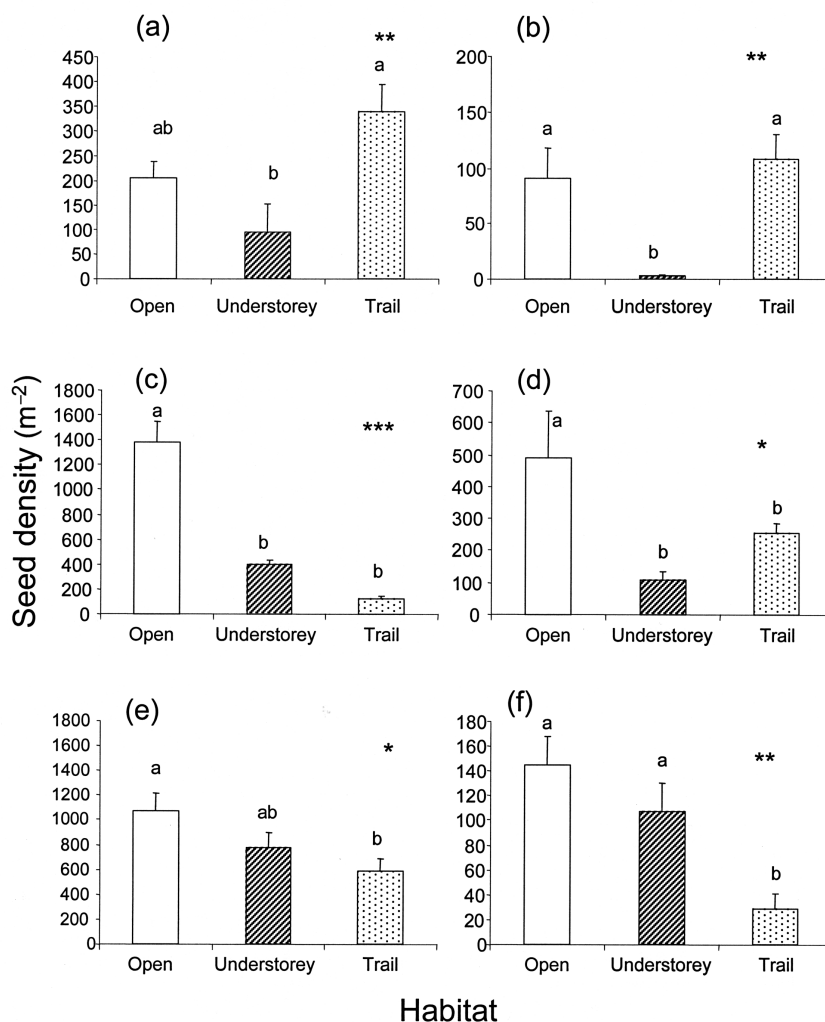 (a)
**
450
400
350
300
250
200
150
100
50
0
ab
b
a
Open Understorey Trail
(b)
**
200
150
100
50
0
a
b
a
Open Understorey Trail
Seed density (m⁻²)
(c)
***
1800
1600
1400
1200
1000
800
600
400
200
0
a
b
b
Open Understorey Trail
(d)
*
700
600
500
400
300
200
100
0
a
b
b
Open Understorey Trail
(e)
*
1800
1600
1400
1200
1000
800
600
400
200
0
a
ab
b
Open Understorey Trail
(f)
**
180
160
140
120
100
80
60
40
20
0
a
a
b
Open Understorey Trail
Habitat